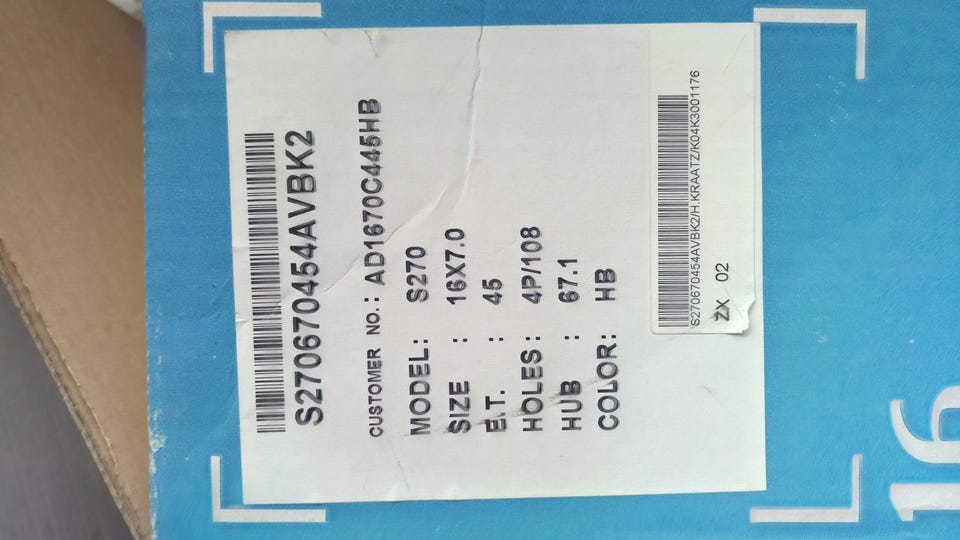 S270670454AVBK2
CUSTOMER NO.: AD1670C445HB
MODEL: S270
SIZE : 16X7.0
E.T. : 45
HOLES: 4P/108
HUB : 67.1
COLOR: HB
S270670454AVBK2/H.KRAATZ/K04K3001176
ZX 02
16